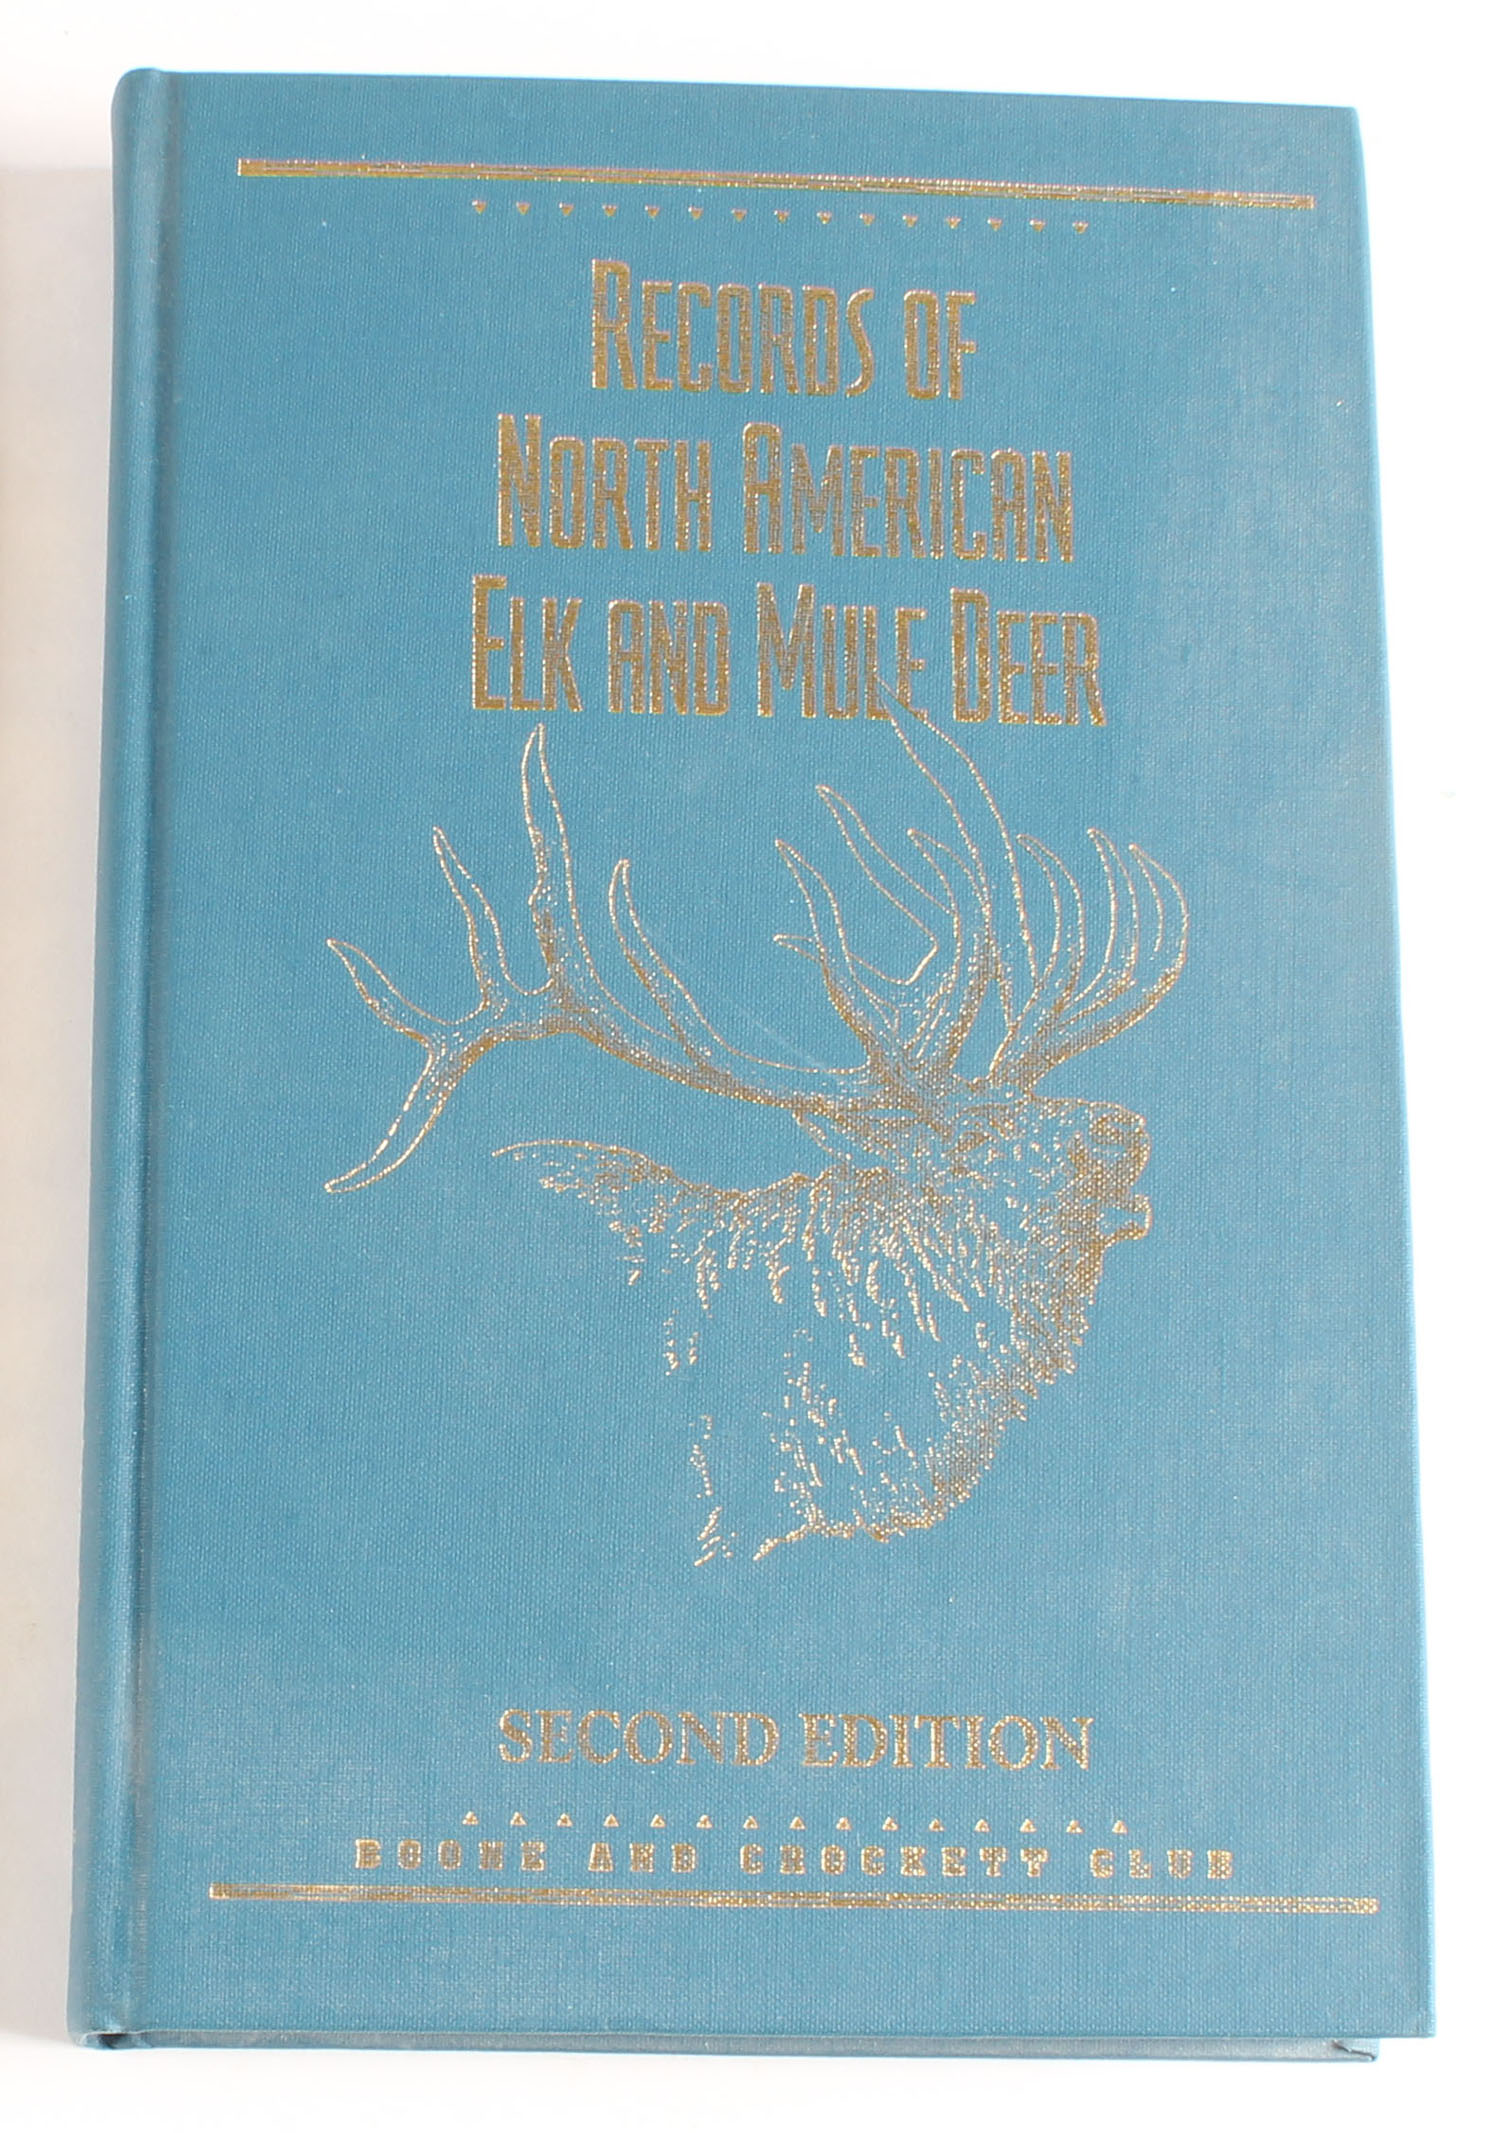 RECORDS OF
NORTH AMERICAN
ELK AND MULE DEER
SECOND EDITION
BOONE AND CROCKETT CLUB